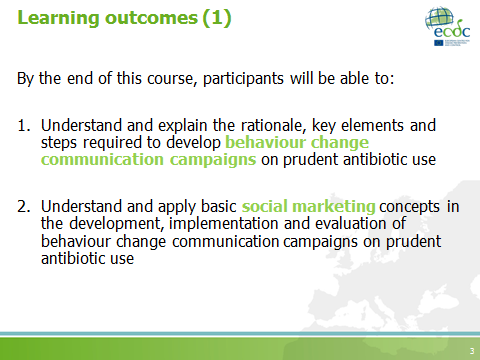 Learning outcomes (1)
ecdc
By the end of this course, participants will be able to:
1. Understand and explain the rationale, key elements and
steps required to develop behaviour change
communication campaigns on prudent antibiotic use
2. Understand and apply basic social marketing concepts in
the development, implementation and evaluation of
behaviour change communication campaigns on prudent
antibiotic use
3